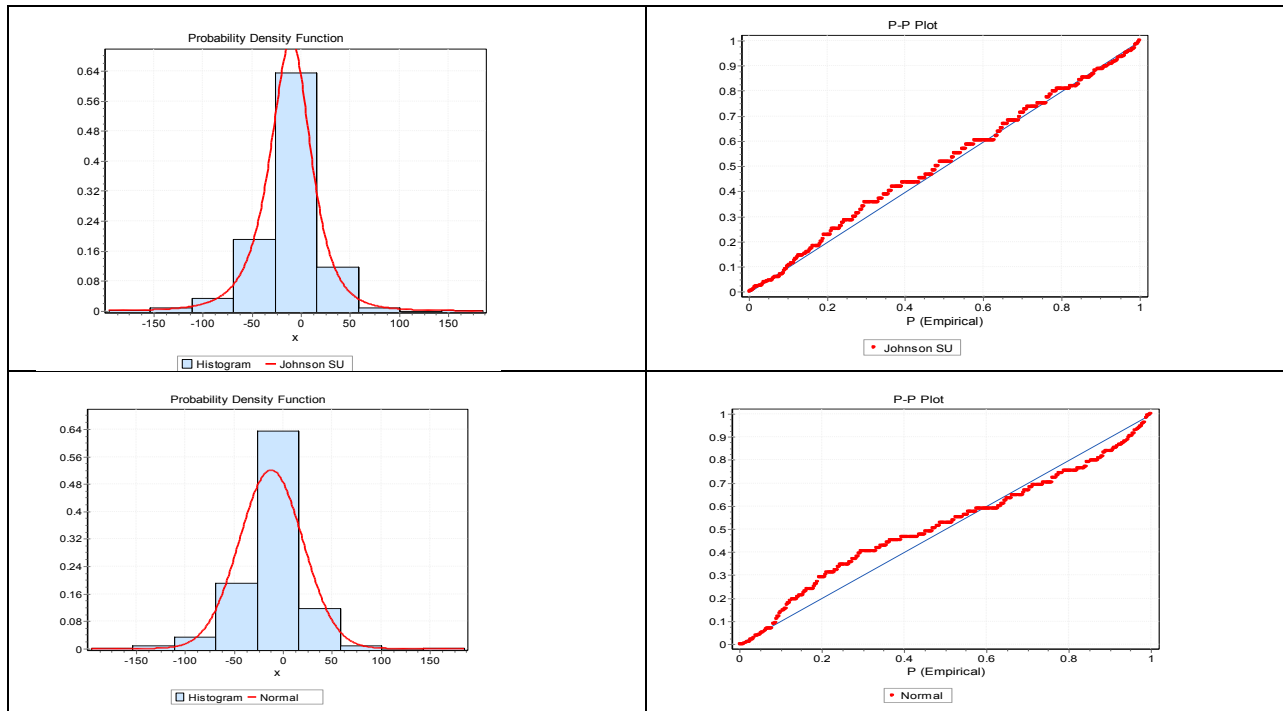 Probability Density Function
0.64
0.56
0.48
0.4
0.32
0.24
0.16
0.08
0
-150 -100 -50 0 50 100 150
x
Histogram Johnson SU
P-P Plot
1
0.9
0.8
0.7
0.6
0.5
0.4
0.3
0.2
0.1
0
0 0.2 0.4 0.6 0.8 1
P (Empirical)
Johnson SU
Probability Density Function
0.64
0.56
0.48
0.4
0.32
0.24
0.16
0.08
0
-150 -100 -50 0 50 100 150
x
Histogram Normal
P-P Plot
1
0.9
0.8
0.7
0.6
0.5
0.4
0.3
0.2
0.1
0
0 0.2 0.4 0.6 0.8 1
P (Empirical)
Normal